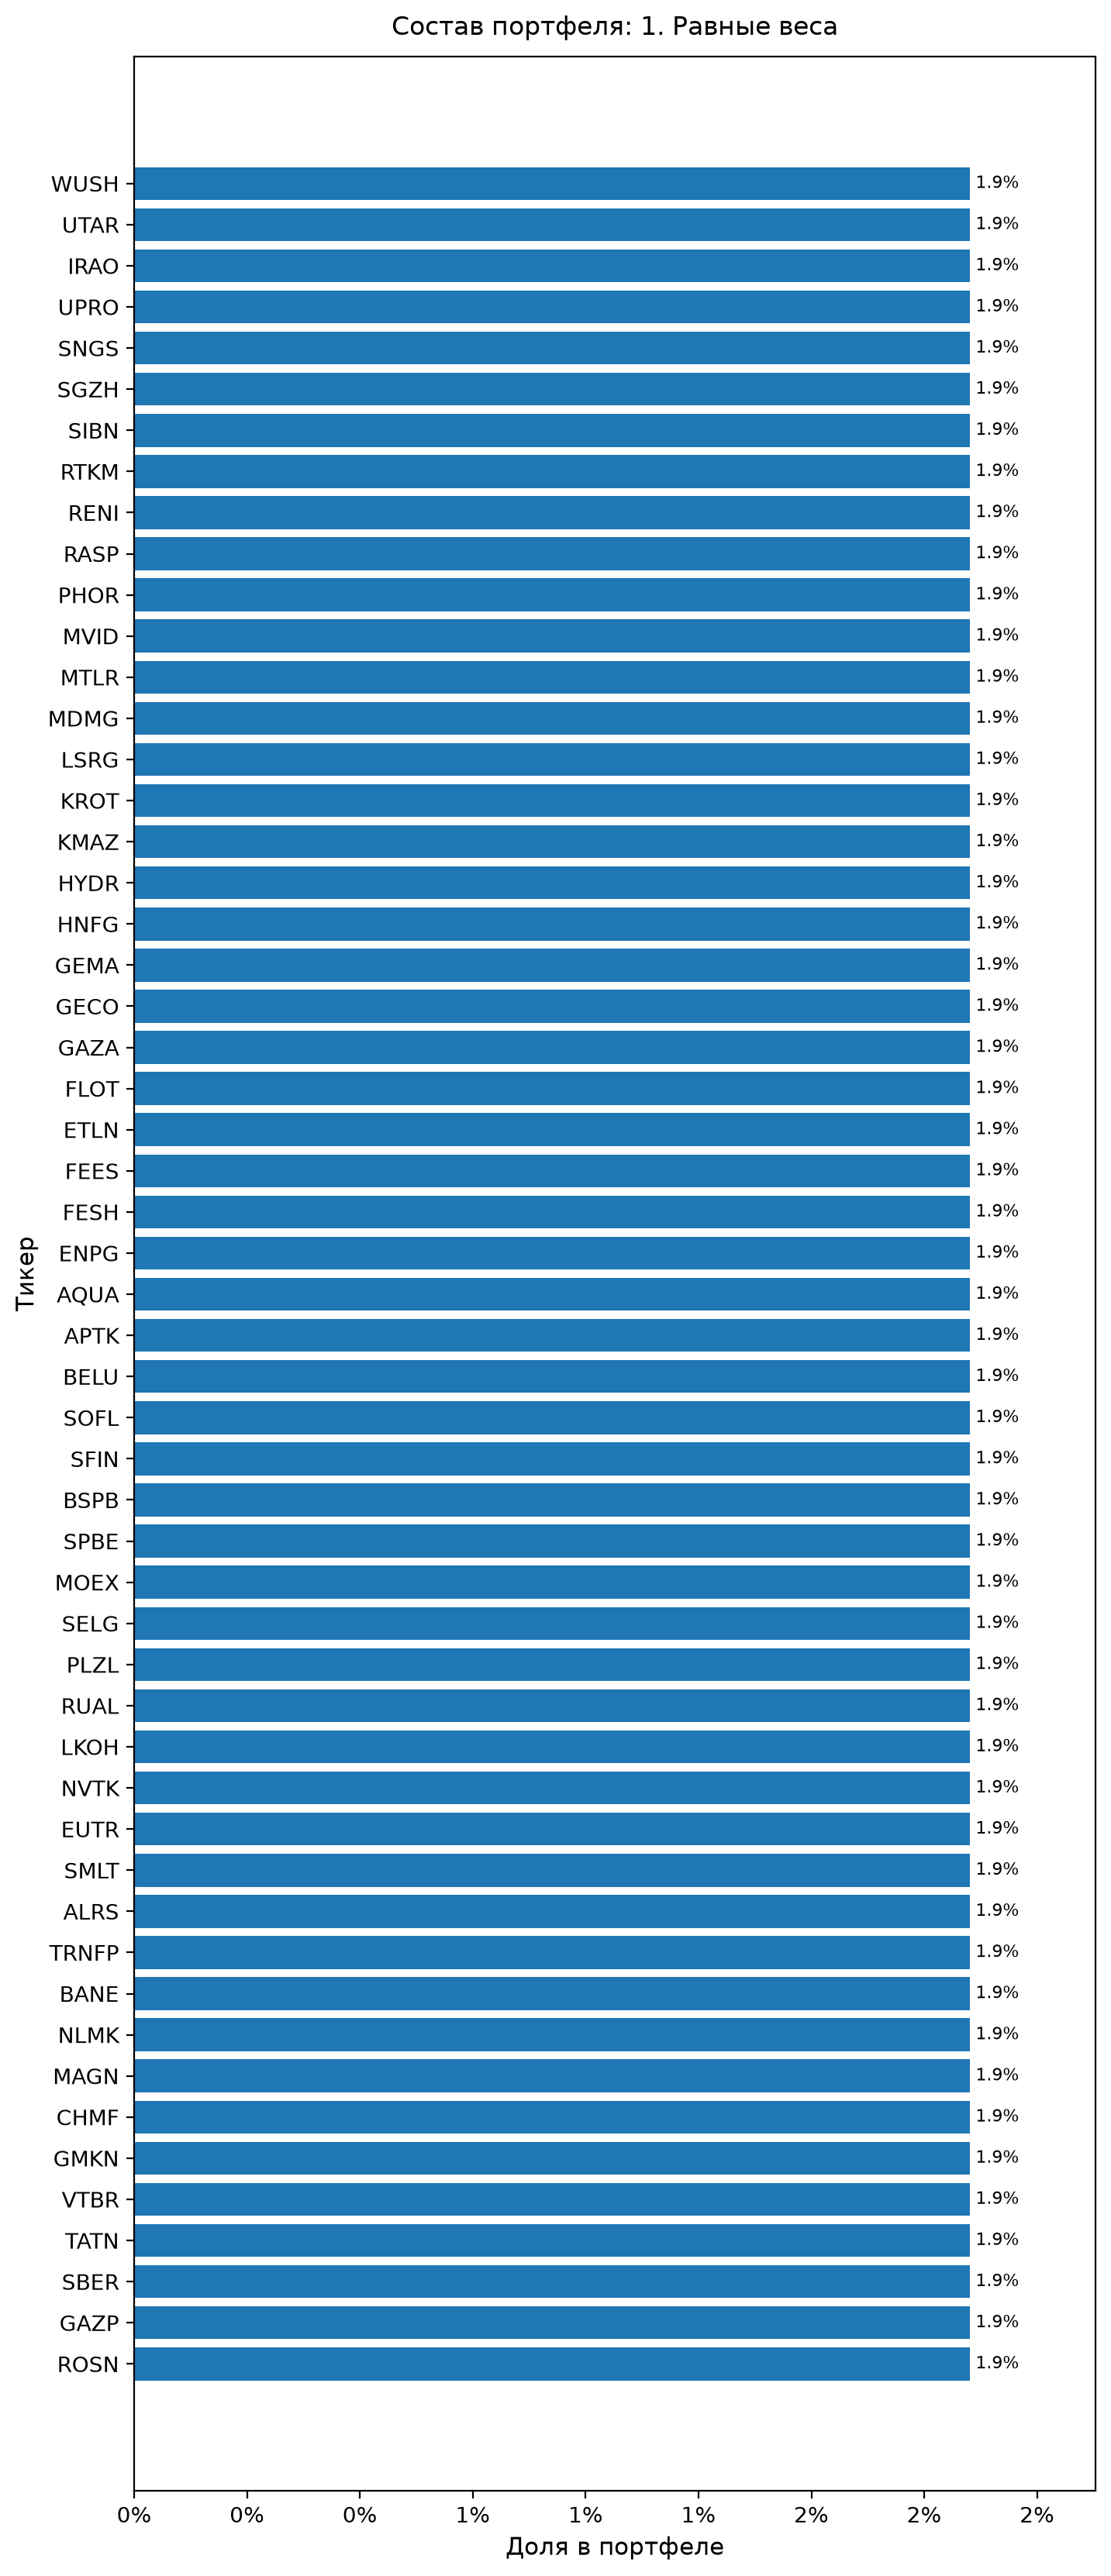 Состав портфеля: 1. Равные веса
WUSH 1.9%
UTAR 1.9%
IRAO 1.9%
UPRO 1.9%
SNGS 1.9%
SGZH 1.9%
SIBN 1.9%
RTKM 1.9%
RENI 1.9%
RASP 1.9%
PHOR 1.9%
MVID 1.9%
MTLR 1.9%
MDMG 1.9%
LSRG 1.9%
KROT 1.9%
KMAZ 1.9%
HYDR 1.9%
HNFG 1.9%
GEMA 1.9%
GECO 1.9%
GAZA 1.9%
FLOT 1.9%
ETLN 1.9%
FEES 1.9%
FESH 1.9%
ENPG 1.9%
AQUA 1.9%
APTK 1.9%
BELU 1.9%
SOFL 1.9%
SFIN 1.9%
BSPB 1.9%
SPBE 1.9%
MOEX 1.9%
SELG 1.9%
PLZL 1.9%
RUAL 1.9%
LKOH 1.9%
NVTK 1.9%
EUTR 1.9%
SMLT 1.9%
ALRS 1.9%
TRNFP 1.9%
BANE 1.9%
NLMK 1.9%
MAGN 1.9%
CHMF 1.9%
GMKN 1.9%
VTBR 1.9%
TATN 1.9%
SBER 1.9%
GAZP 1.9%
ROSN 1.9%
Тикер
0% 0% 0% 1% 1% 1% 2% 2% 2%
Доля в портфеле